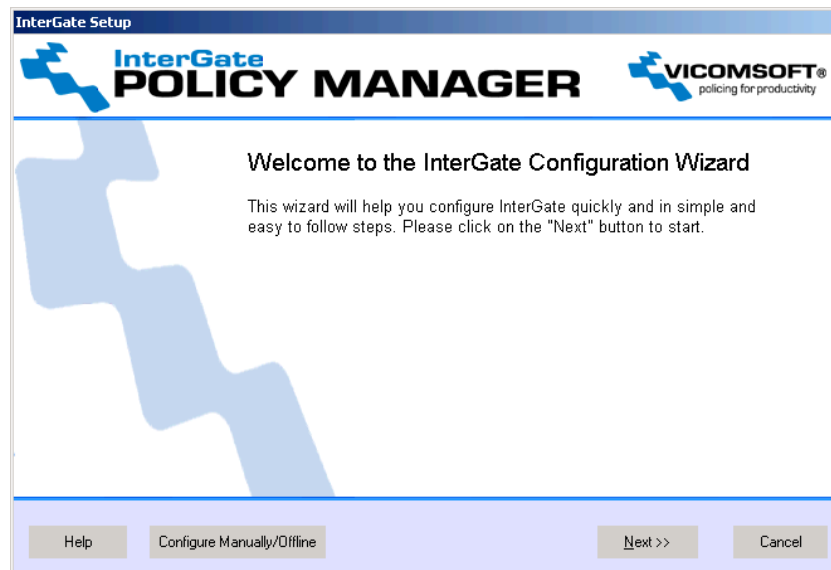 InterGate Setup
InterGate
POLICY MANAGER
VICOMSOFT®
policing for productivity
Welcome to the InterGate Configuration Wizard
This wizard will help you configure InterGate quickly and in simple and
easy to follow steps. Please click on the "Next" button to start.
Help
Configure Manually/Offline
Next >>
Cancel